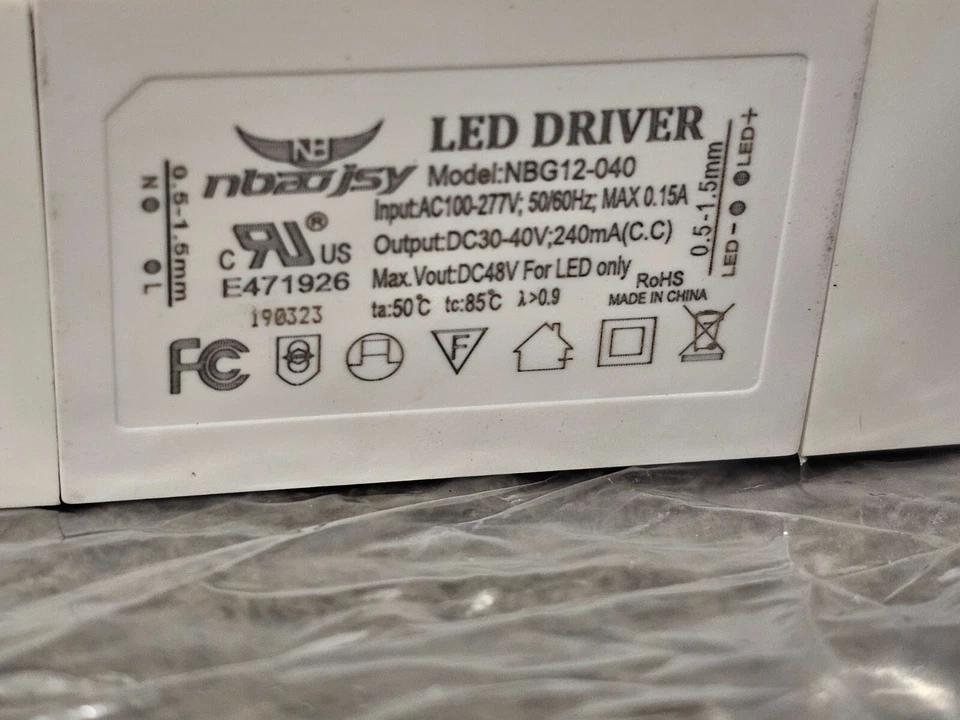 LED DRIVER
NB
nbaojsy
Model:NBG12-040
Input:AC100-277V; 50/60Hz; MAX 0.15A
Output:DC30-40V;240mA(C.C)
Max.Vout:DC48V For LED only
ta:50℃ tc:85℃ λ>0.9
RoHS
MADE IN CHINA
C RU ® US
E471926
190323
N
L
0.5-1.5mm
0.5-1.5mm
LED+
LED-
FC
F